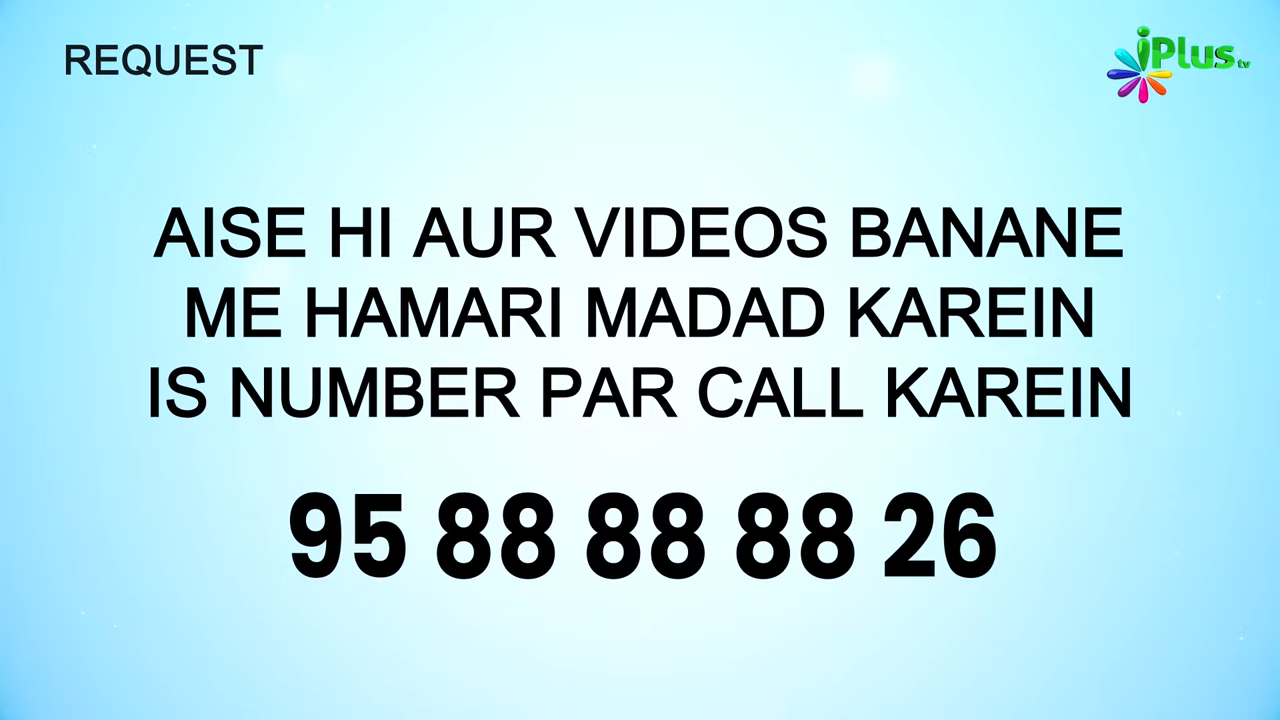 REQUEST
iPlus tv
AISE HI AUR VIDEOS BANANE
ME HAMARI MADAD KAREIN
IS NUMBER PAR CALL KAREIN
95 88 88 88 26